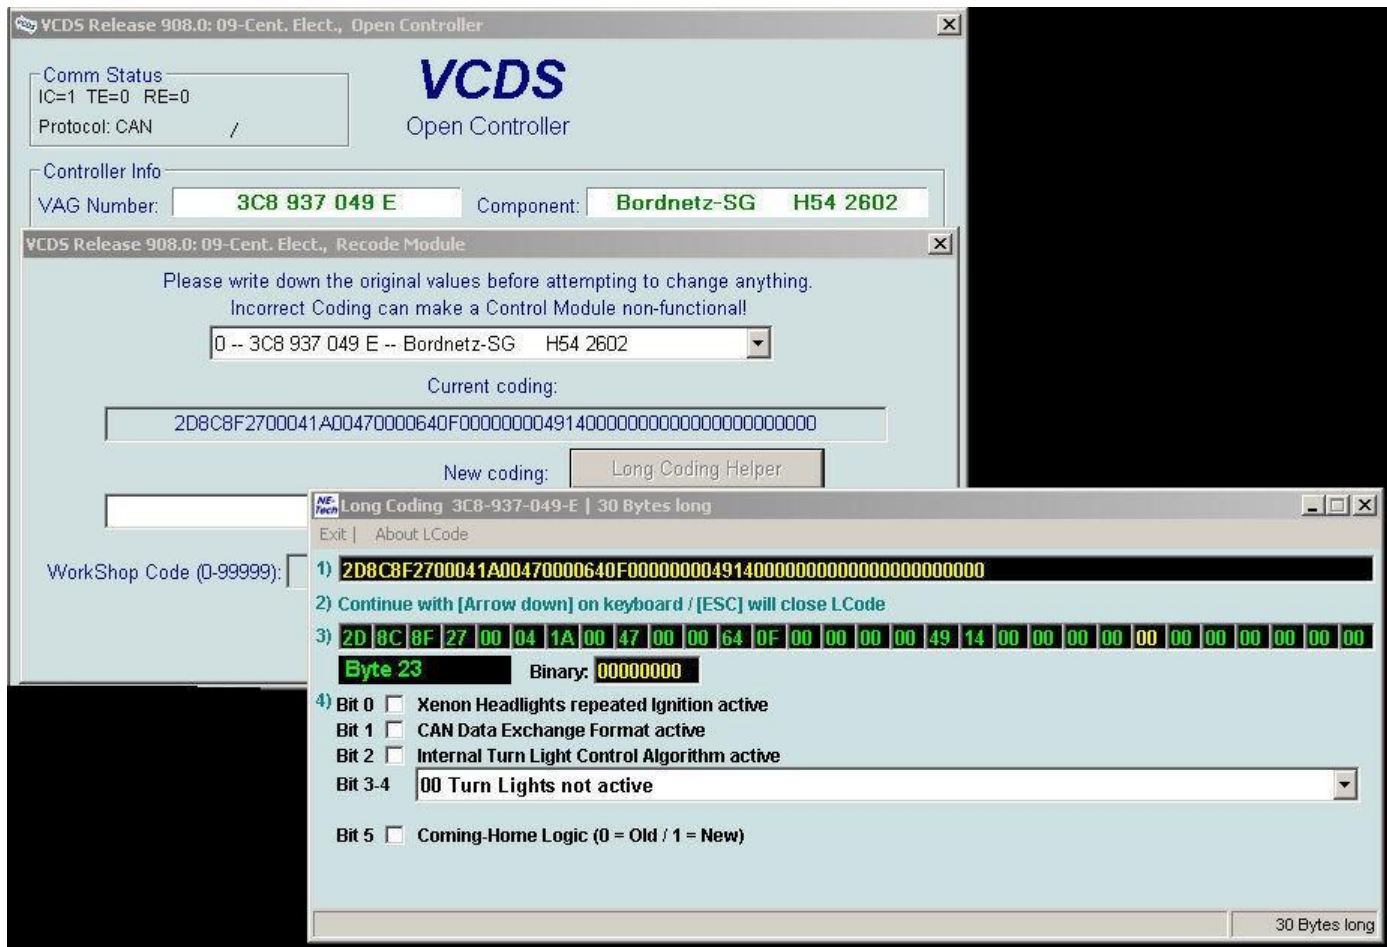 VCDS Release 908.0: 09-Cent. Elect., Open Controller
Comm Status
IC=1 TE=0 RE=0
Protocol: CAN /
VCDS
Open Controller
Controller Info
VAG Number: 3C8 937 049 E Component: Bordnetz-SG H54 2602
VCDS Release 908.0: 09-Cent. Elect., Recode Module
Please write down the original values before attempting to change anything.
Incorrect Coding can make a Control Module non-functional!
0 -- 3C8 937 049 E -- Bordnetz-SG H54 2602
Current coding:
2D8C8F2700041A00470000640F0000000049140000000000000000000000
New coding: Long Coding Helper
WorkShop Code (0-99999):
NE-Tech Long Coding 3C8-937-049-E | 30 Bytes long
Exit | About LCode
1) 2D8C8F2700041A00470000640F0000000049140000000000000000000000
2) Continue with [Arrow down] on keyboard / [ESC] will close LCode
3) 2D 8C 8F 27 00 04 1A 00 47 00 00 64 0F 00 00 00 00 49 14 00 00 00 00 00 00 00 00 00 00 00
Byte 23 Binary: 00000000
4) Bit 0 Xenon Headlights repeated Ignition active
Bit 1 CAN Data Exchange Format active
Bit 2 Internal Turn Light Control Algorithm active
Bit 3-4 00 Turn Lights not active
Bit 5 Coming-Home Logic (0 = Old / 1 = New)
30 Bytes long